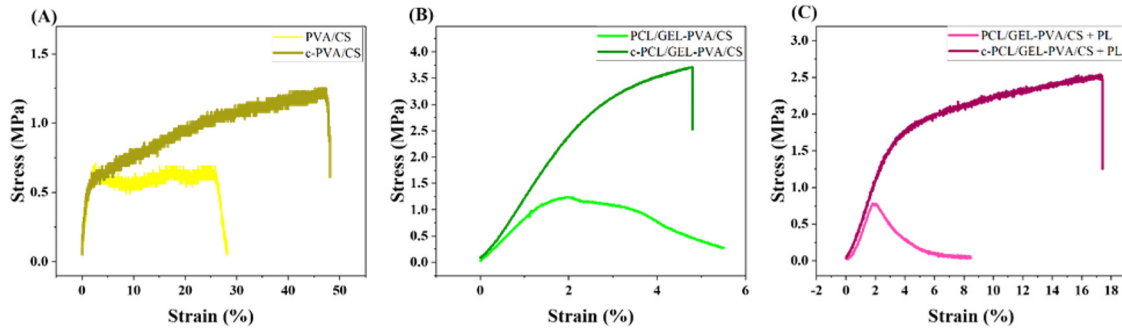 (A)
PVA/CS
c-PVA/CS
Stress (MPa)
1.5
1.0
0.5
0.0
0 10 20 30 40 50
Strain (%)
(B)
PCL/GEL-PVA/CS
c-PCL/GEL-PVA/CS
Stress (MPa)
4.0
3.5
3.0
2.5
2.0
1.5
1.0
0.5
0.0
0 2 4 6
Strain (%)
(C)
PCL/GEL-PVA/CS + PL
c-PCL/GEL-PVA/CS + PL
Stress (MPa)
3.0
2.5
2.0
1.5
1.0
0.5
0.0
-2 0 2 4 6 8 10 12 14 16 18
Strain (%)